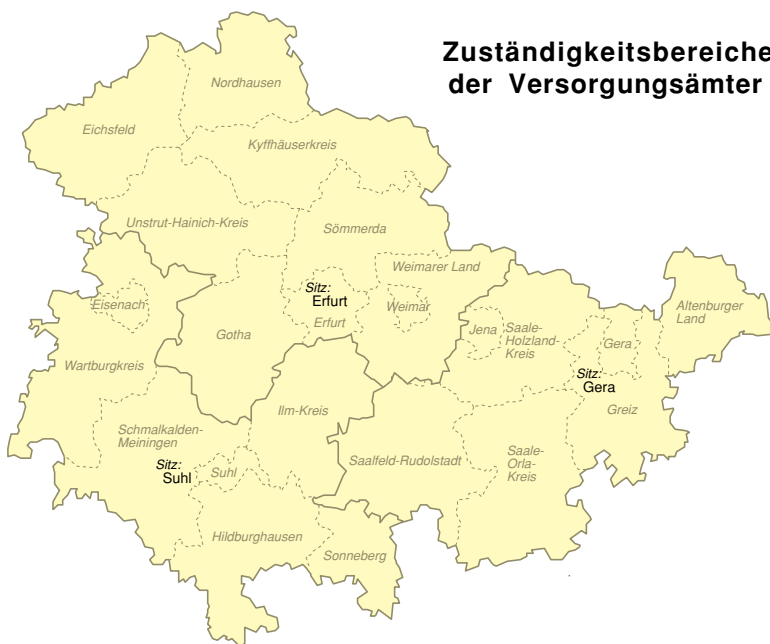 Zuständigkeitsbereiche
der Versorgungsämter
Nordhausen
Eichsfeld
Kyffhäuserkreis
Unstrut-Hainich-Kreis
Sömmerda
Weimarer Land
Sitz:
Erfurt
Eisenach
Weimar
Altenburger
Land
Erfurt
Gotha
Jena
Saale-
Holzland-
Kreis
Gera
Wartburgkreis
Sitz:
Gera
Ilm-Kreis
Greiz
Schmalkalden-
Meiningen
Saalfeld-Rudolstadt
Saale-
Orla-
Kreis
Sitz:
Suhl
Suhl
Hildburghausen
Sonneberg